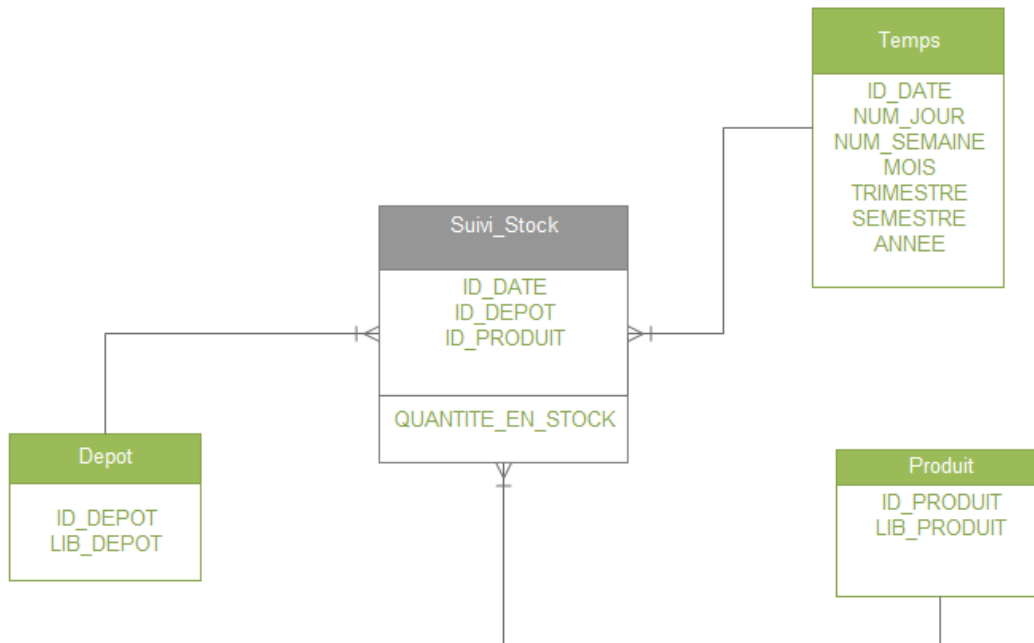 Temps
ID_DATE
NUM_JOUR
NUM_SEMAINE
MOIS
TRIMESTRE
SEMESTRE
ANNEE
Suivi_Stock
ID_DATE
ID_DEPOT
ID_PRODUIT
QUANTITE_EN_STOCK
Depot
ID_DEPOT
LIB_DEPOT
Produit
ID_PRODUIT
LIB_PRODUIT